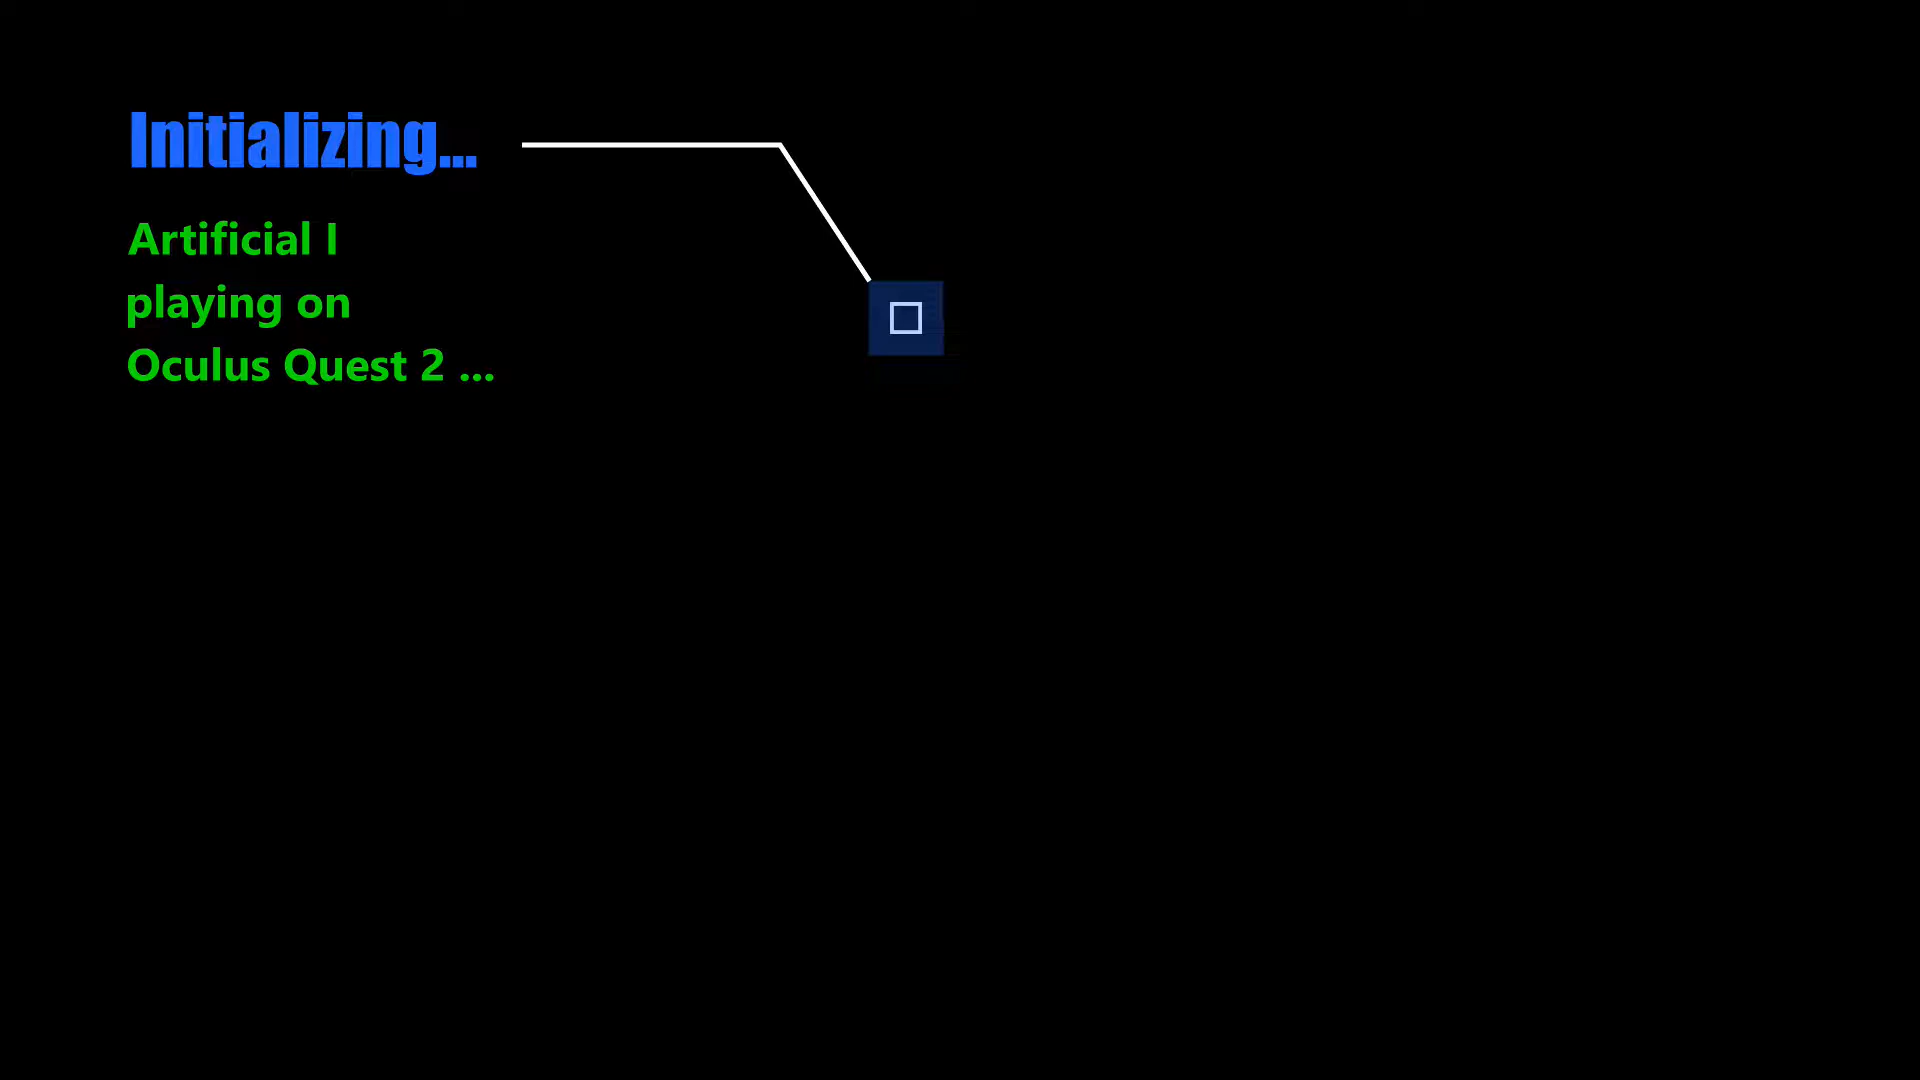 Initializing...
Artificial I
playing on
Oculus Quest 2 ...